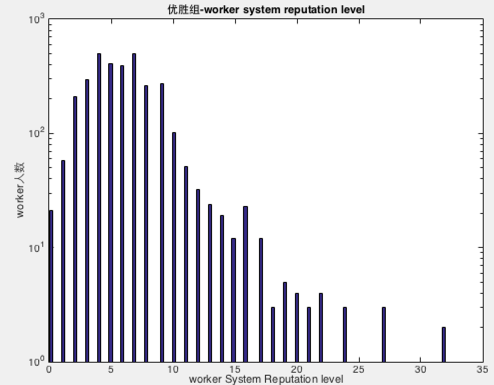 优胜组-worker system reputation level
10³
10²
10¹
10⁰
worker人数
0 5 10 15 20 25 30 35
worker System Reputation level